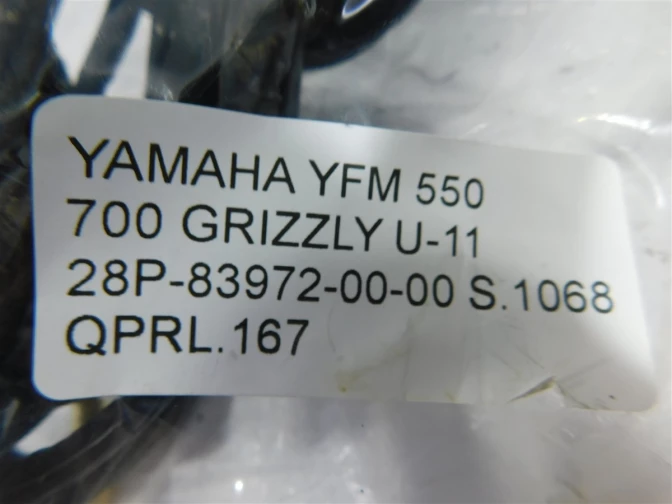 YAMAHA YFM 550
700 GRIZZLY U-11
28P-83972-00-00 S.1068
QPRL.167